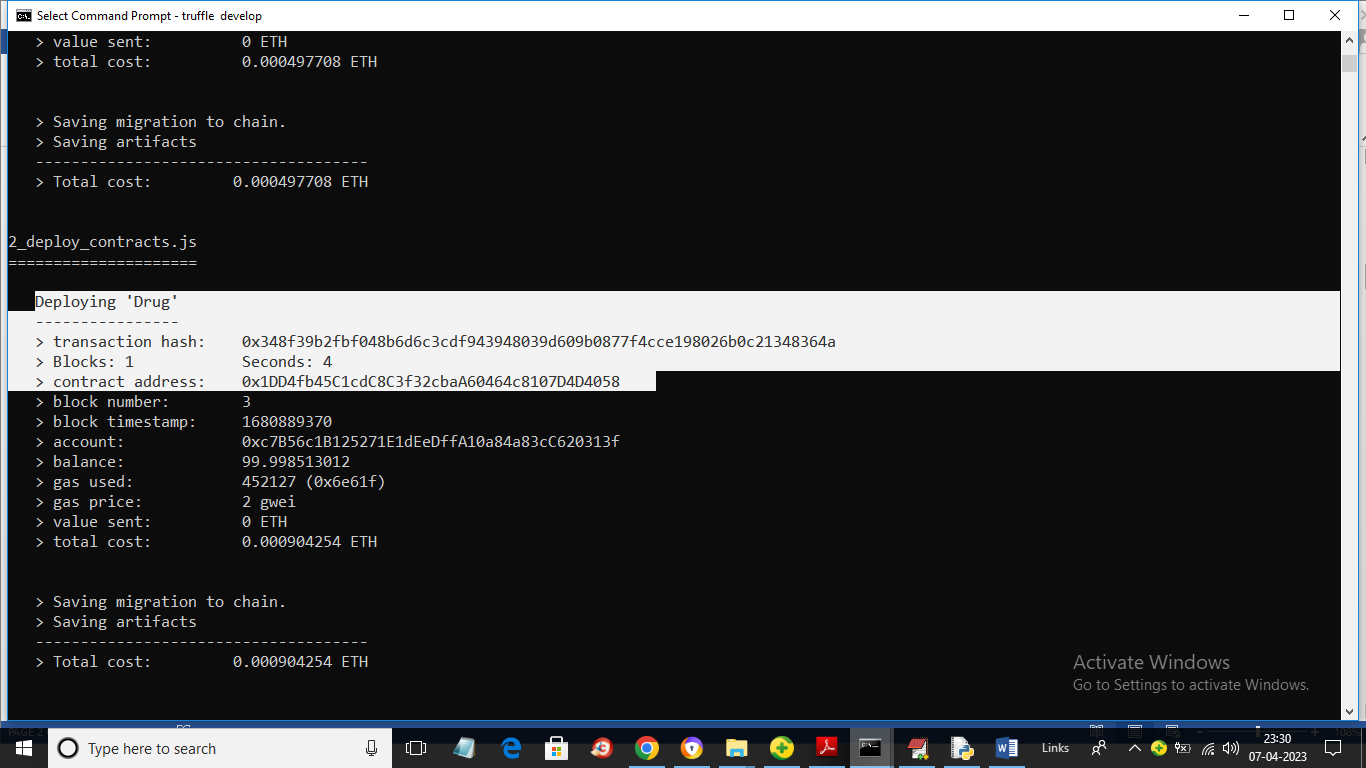 Select Command Prompt - truffle  develop
> value sent:          0 ETH
> total cost:          0.000497708 ETH
> Saving migration to chain.
> Saving artifacts
-------------------------------------
> Total cost:         0.000497708 ETH
2_deploy_contracts.js
=====================
Deploying 'Drug'
----------------
> transaction hash:    0x348f39b2fbf048b6d6c3cdf943948039d609b0877f4cce198026b0c21348364a
> Blocks: 1            Seconds: 4
> contract address:    0x1DD4fb45C1cdC8C3f32cbaA60464c8107D4D4058
> block number:        3
> block timestamp:     1680889370
> account:             0xc7B56c1B125271E1dEeDffA10a84a83cC620313f
> balance:             99.998513012
> gas used:            452127 (0x6e61f)
> gas price:           2 gwei
> value sent:          0 ETH
> total cost:          0.000904254 ETH
> Saving migration to chain.
> Saving artifacts
-------------------------------------
> Total cost:         0.000904254 ETH
Activate Windows
Go to Settings to activate Windows.
PAGE 2
108%
Type here to search
Links
23:30
07-04-2023